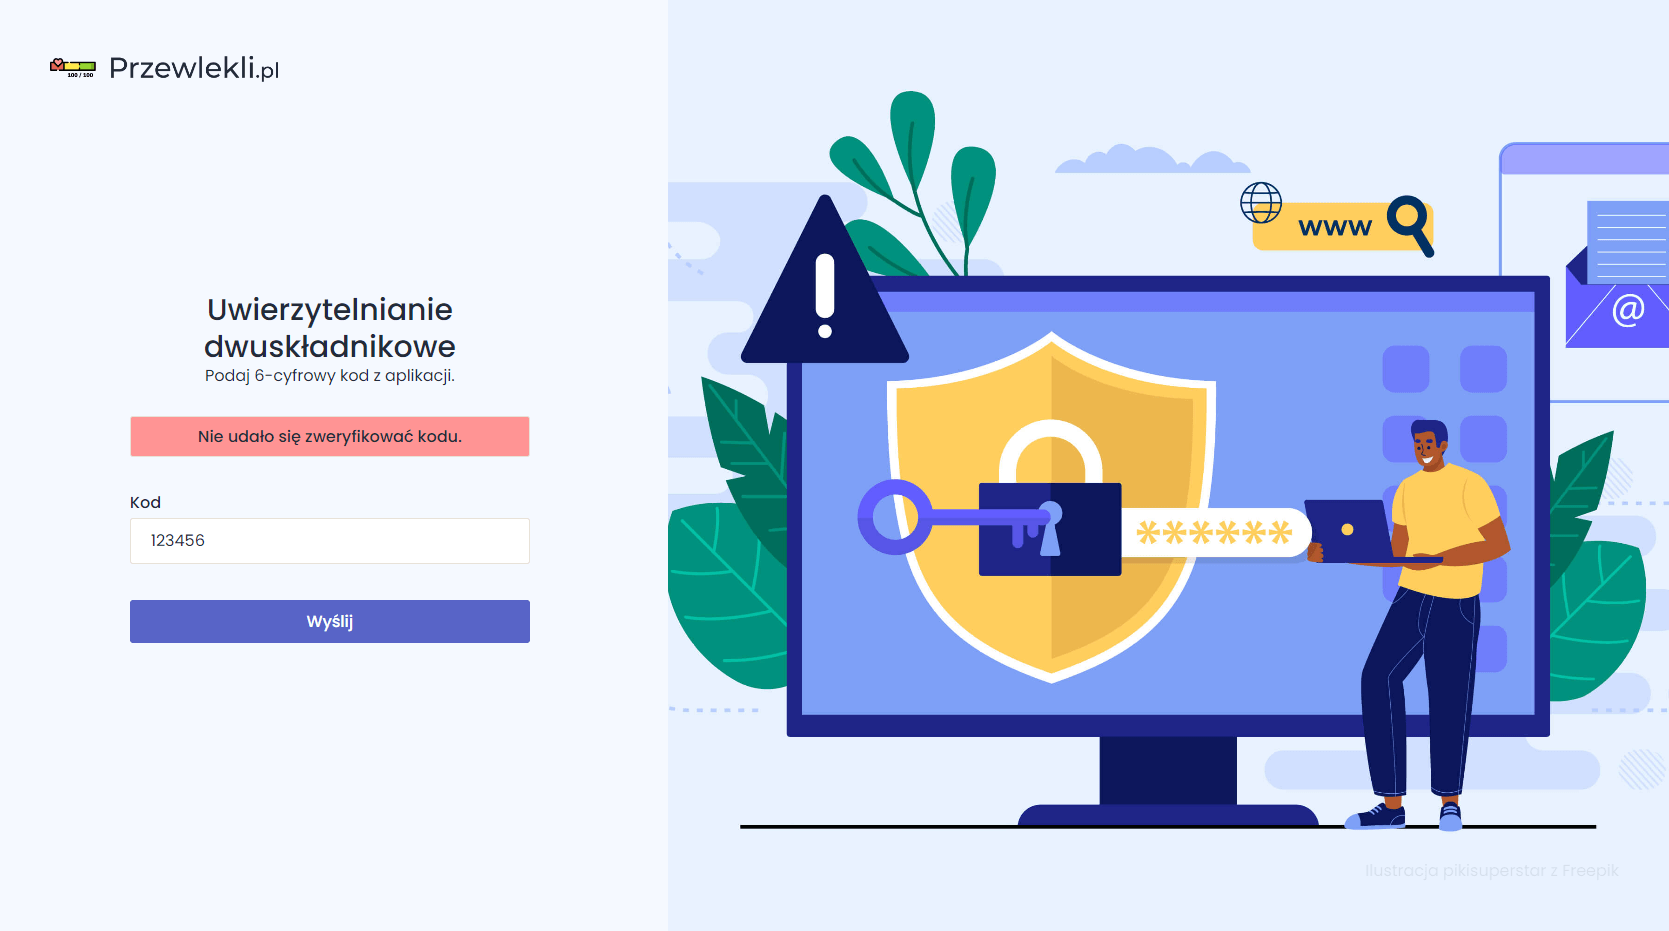 100 / 100
Przewlekli.pl
www
@
Uwierzytelnianie
dwuskładnikowe
Podaj 6-cyfrowy kod z aplikacji.
Nie udało się zweryfikować kodu.
Kod
123456
******
Wyślij
Ilustracja pikisuperstar z Freepik